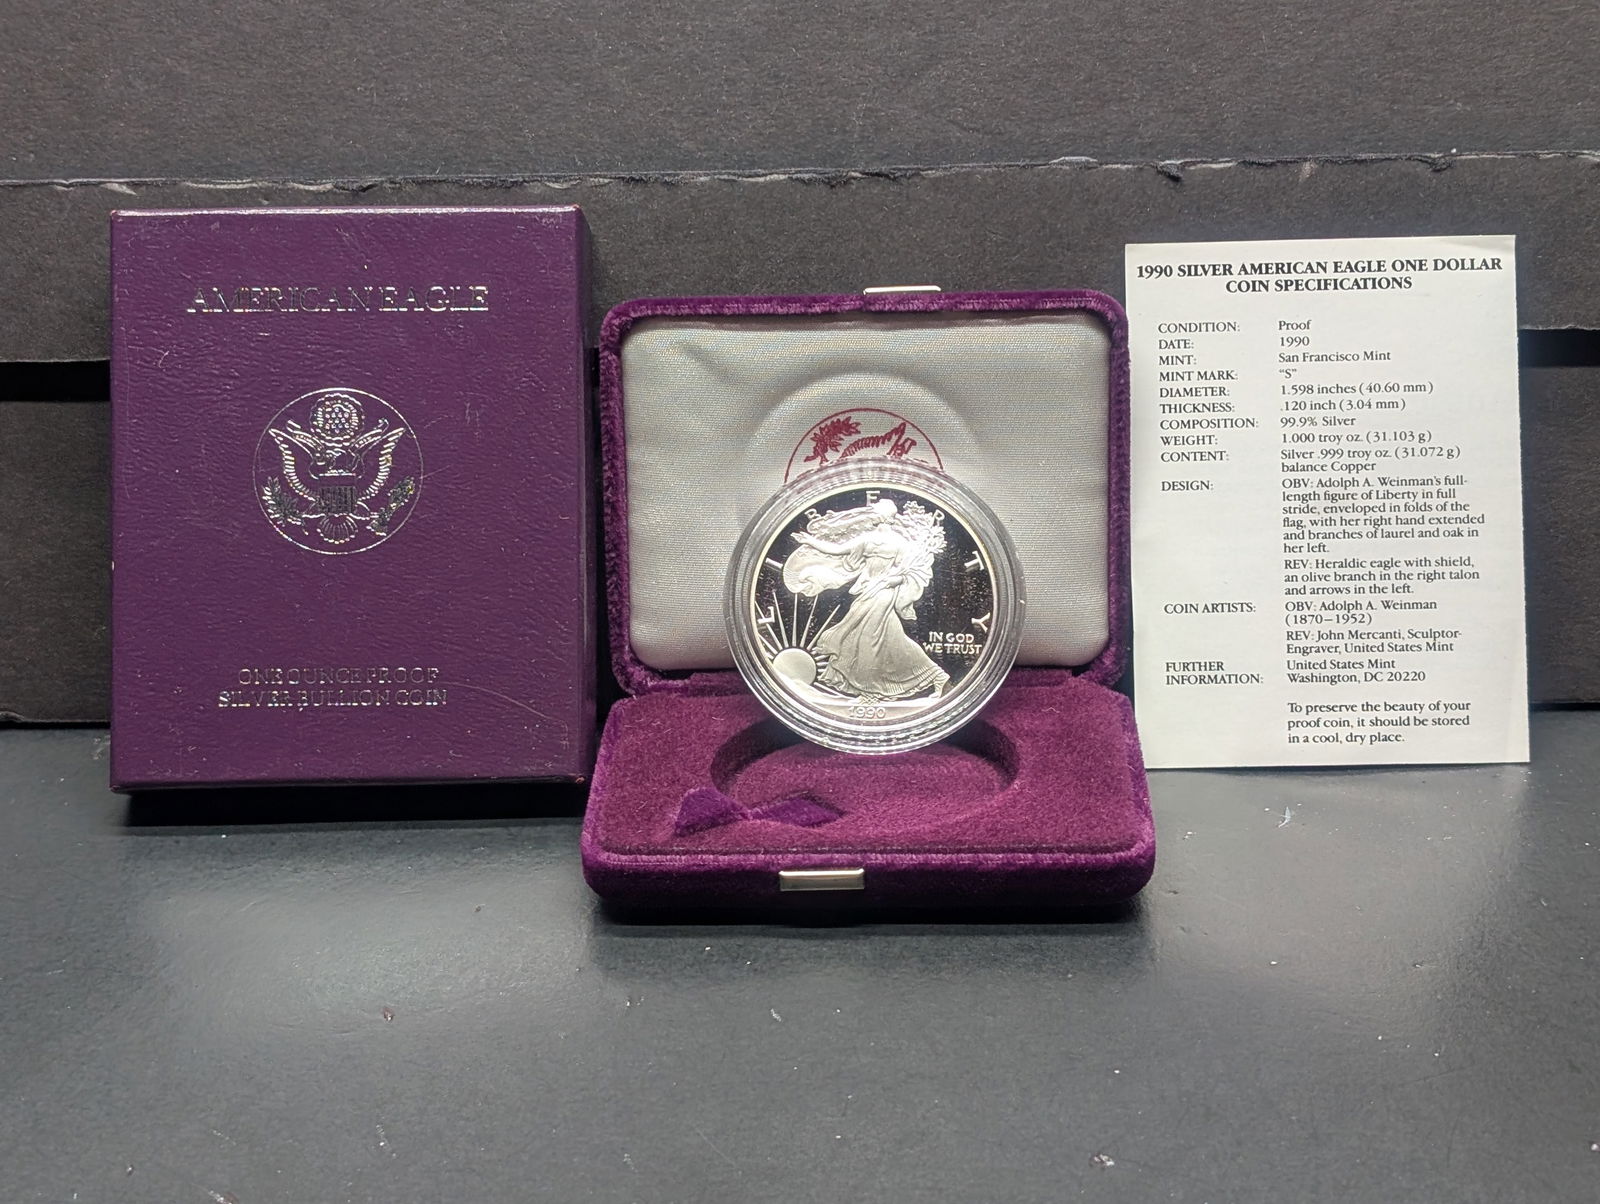 AMERICAN EAGLE
ONE OUNCE PROOF
SILVER BULLION COIN
LIBERTY
IN GOD
WE TRUST
1990
1990 SILVER AMERICAN EAGLE ONE DOLLAR
COIN SPECIFICATIONS
CONDITION: Proof
DATE: 1990
MINT: San Francisco Mint
MINT MARK: “S”
DIAMETER: 1.598 inches (40.60 mm)
THICKNESS: .120 inch (3.04 mm)
COMPOSITION: 99.9% Silver
WEIGHT: 1.000 troy oz. (31.103 g)
CONTENT: Silver .999 troy oz. (31.072 g)
balance Copper
DESIGN: OBV: Adolph A. Weinman's full-
length figure of Liberty in full
stride, enveloped in folds of the
flag, with her right hand extended
and branches of laurel and oak in
her left.
REV: Heraldic eagle with shield,
an olive branch in the right talon
and arrows in the left.
COIN ARTISTS: OBV: Adolph A. Weinman
(1870–1952)
REV: John Mercanti, Sculptor-
Engraver, United States Mint
FURTHER United States Mint
INFORMATION: Washington, DC 20220
To preserve the beauty of your
proof coin, it should be stored
in a cool, dry place.